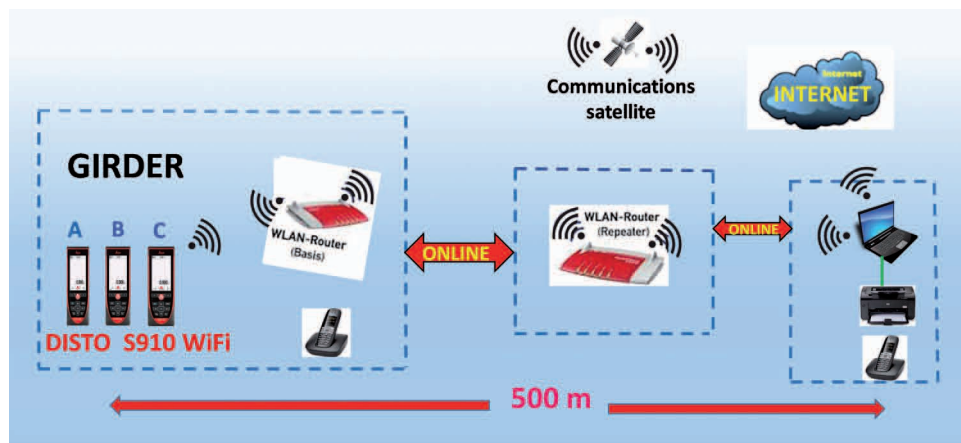 Communications
satellite
Internet
INTERNET
GIRDER
A B C
WLAN-Router
(Basis)
WLAN-Router
(Repeater)
ONLINE
ONLINE
DISTO S910 WiFi
500 m